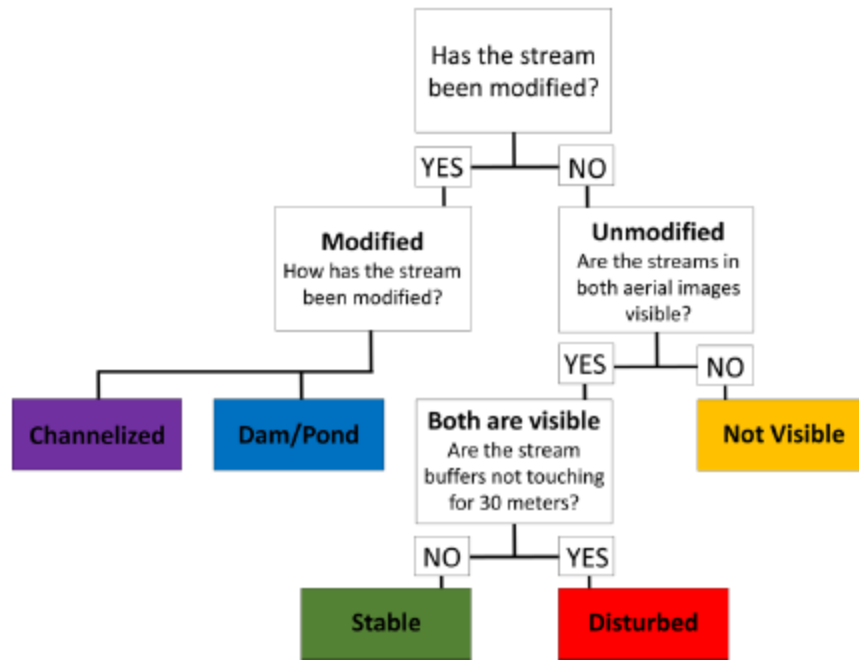 Has the stream
been modified?
YES
NO
Modified
How has the stream
been modified?
Unmodified
Are the streams in
both aerial images
visible?
YES
NO
Channelized
Dam/Pond
Both are visible
Are the stream
buffers not touching
for 30 meters?
Not Visible
NO
YES
Stable
Disturbed